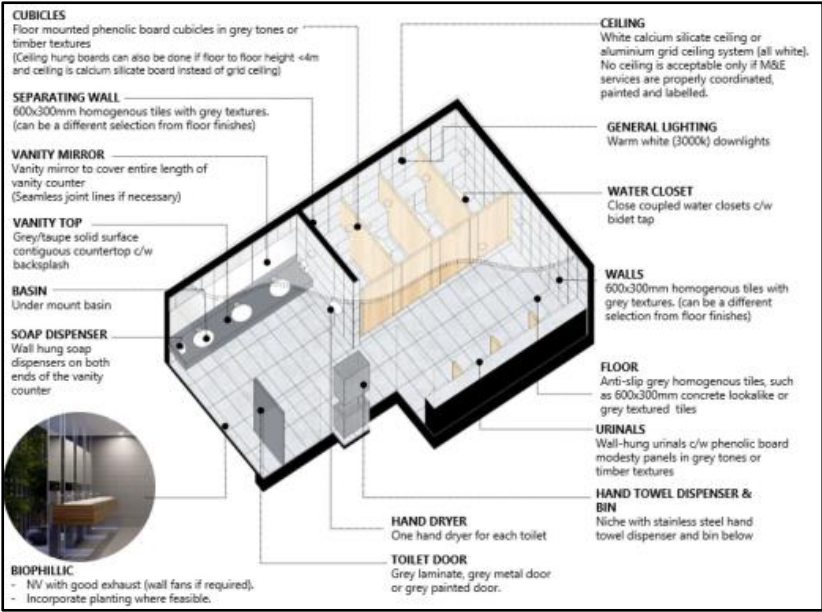 CUBICLES
Floor mounted phenolic board cubicles in grey tones or
timber textures
(Ceiling hung boards can also be done if floor to floor height <4m
and ceiling is calcium silicate board instead of grid ceiling)
SEPARATING WALL
600x300mm homogenous tiles with grey textures.
(can be a different selection from floor finishes)
VANITY MIRROR
Vanity mirror to cover entire length of
vanity counter
(Seamless joint lines if necessary)
VANITY TOP
Grey/taupe solid surface
contiguous countertop c/w
backsplash
BASIN
Under mount basin
SOAP DISPENSER
Wall hung soap
dispensers on both
ends of the vanity
counter
BIOPHILLIC
- NV with good exhaust (wall fans if required).
- Incorporate planting where feasible.
CEILING
White calcium silicate ceiling or
aluminium grid ceiling system (all white).
No ceiling is acceptable only if M&E
services are properly coordinated,
painted and labelled.
GENERAL LIGHTING
Warm white (3000k) downlights
WATER CLOSET
Close coupled water closets c/w
bidet tap
WALLS
600x300mm homogenous tiles with
grey textures. (can be a different
selection from floor finishes)
FLOOR
Anti-slip grey homogenous tiles, such
as 600x300mm concrete lookalike or
grey textured tiles
URINALS
Wall-hung urinals c/w phenolic board
modesty panels in grey tones or
timber textures
HAND TOWEL DISPENSER &
BIN
Niche with stainless steel hand
towel dispenser and bin below
HAND DRYER
One hand dryer for each toilet
TOILET DOOR
Grey laminate, grey metal door
or grey painted door.